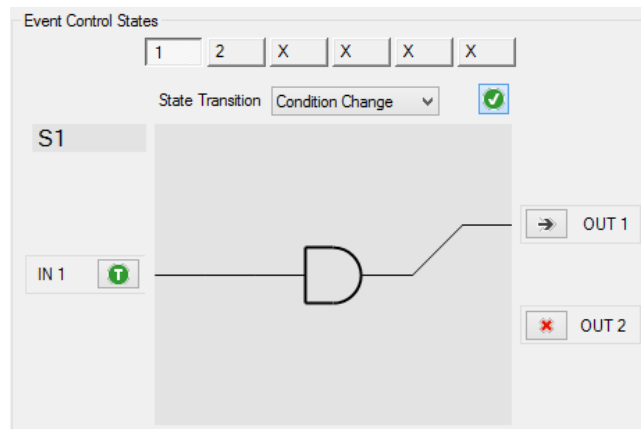 Event Control States
1 2 X X X X
State Transition Condition Change
S1
OUT 1
IN 1 T
OUT 2